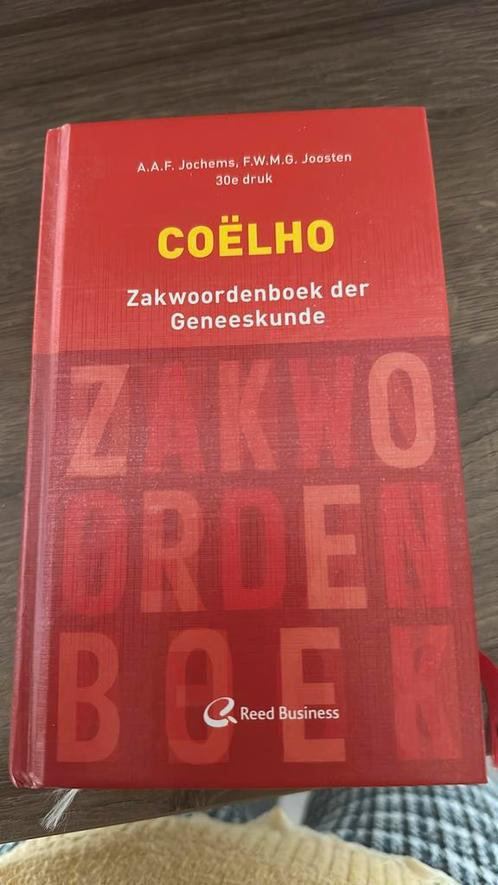 A.A.F. Jochems, F.W.M.G. Joosten
30e druk
COËLHO
Zakwoordenboek der
Geneeskunde
ZAKWO
ORDEN
BOEK
Reed Business